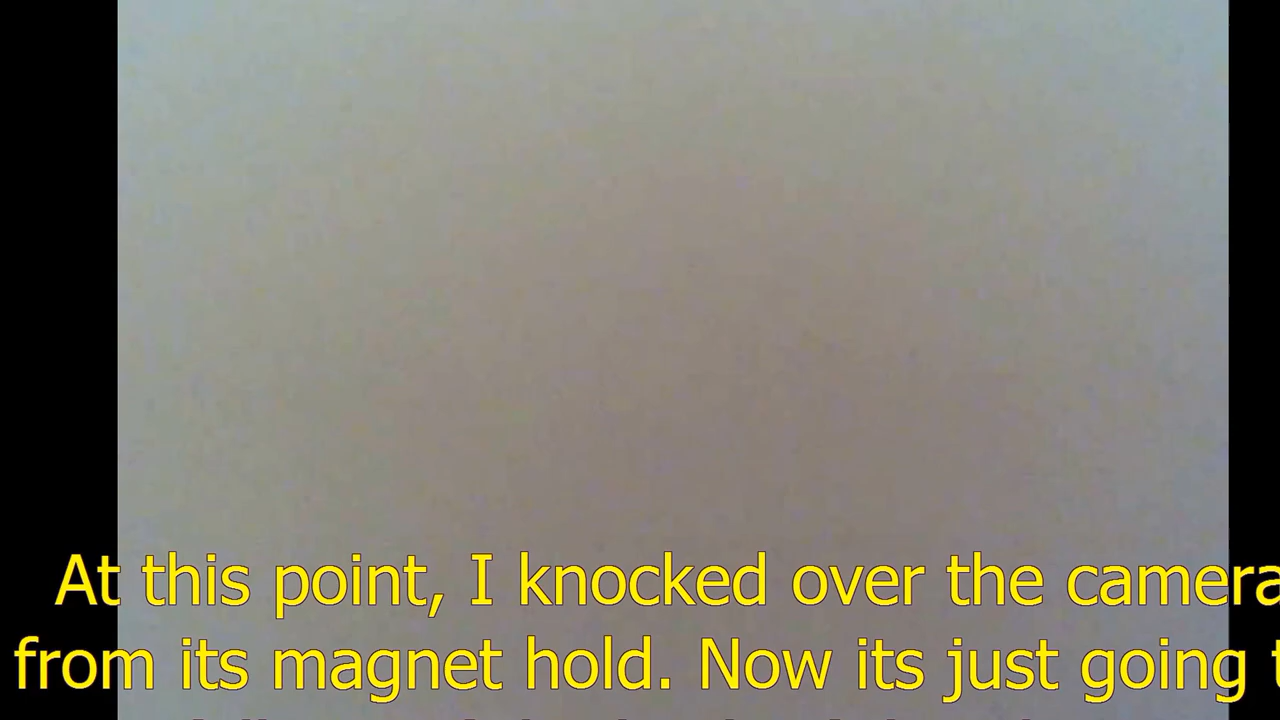 At this point, I knocked over the camera
from its magnet hold. Now its just going